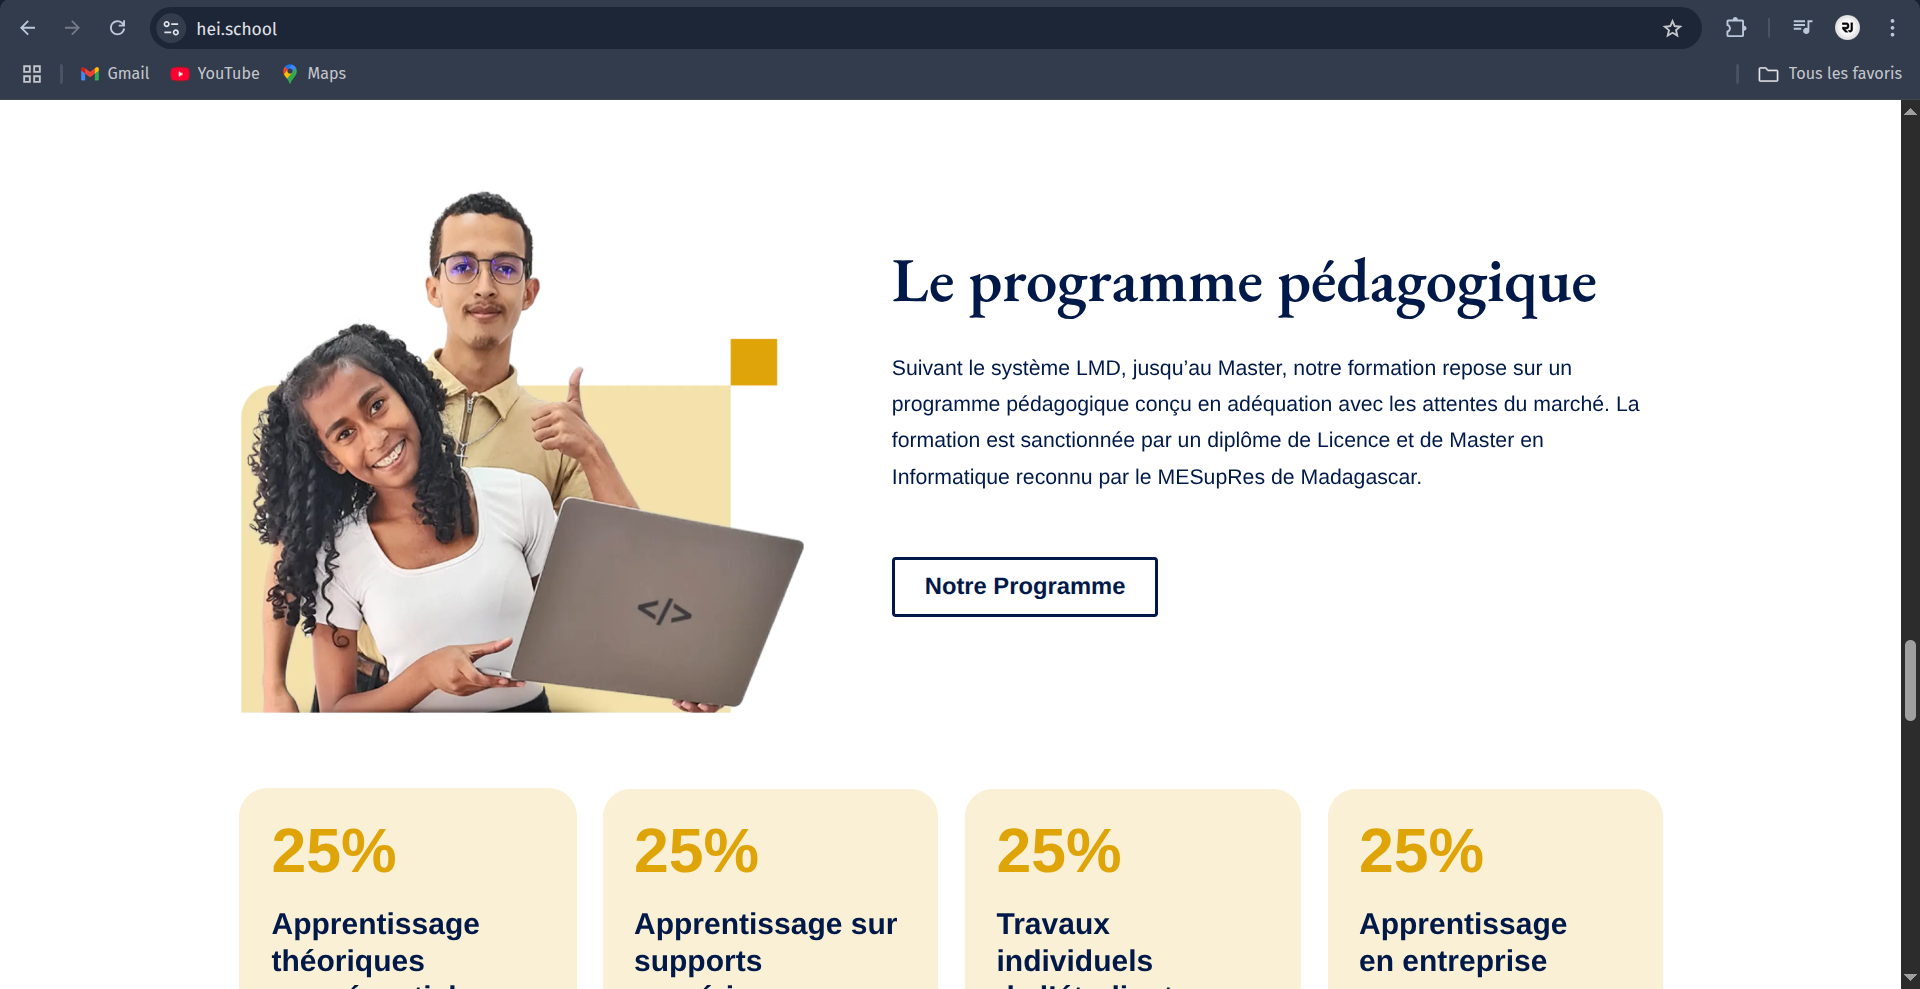 hei.school
Gmail
YouTube
Maps
Tous les favoris
Le programme pédagogique
Suivant le système LMD, jusqu’au Master, notre formation repose sur un
programme pédagogique conçu en adéquation avec les attentes du marché. La
formation est sanctionnée par un diplôme de Licence et de Master en
Informatique reconnu par le MESupRes de Madagascar.
Notre Programme
</>
25%
Apprentissage
théoriques
25%
Apprentissage sur
supports
25%
Travaux
individuels
25%
Apprentissage
en entreprise